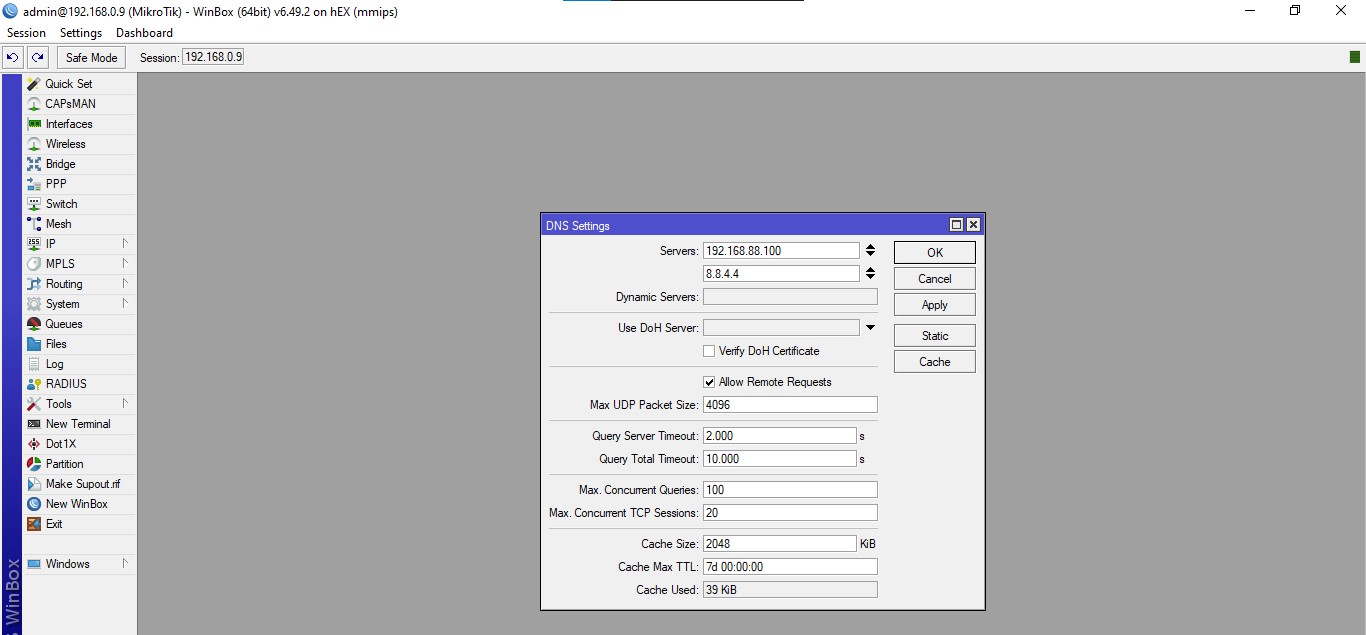 admin@192.168.0.9 (MikroTik) - WinBox (64bit) v6.49.2 on hEX (mmips)
Session Settings Dashboard
Safe Mode Session: 192.168.0.9
Quick Set
CAPsMAN
Interfaces
Wireless
Bridge
PPP
Switch
Mesh
IP
MPLS
Routing
System
Queues
Files
Log
RADIUS
Tools
New Terminal
Dot1X
Partition
Make Supout.rif
New WinBox
Exit
Windows
WinBox
DNS Settings
Servers: 192.168.88.100 OK
8.8.4.4 Cancel
Dynamic Servers: Apply
Use DoH Server: Static
Verify DoH Certificate Cache
Allow Remote Requests
Max UDP Packet Size: 4096
Query Server Timeout: 2.000 s
Query Total Timeout: 10.000 s
Max. Concurrent Queries: 100
Max. Concurrent TCP Sessions: 20
Cache Size: 2048 KiB
Cache Max TTL: 7d 00:00:00
Cache Used: 39 KiB